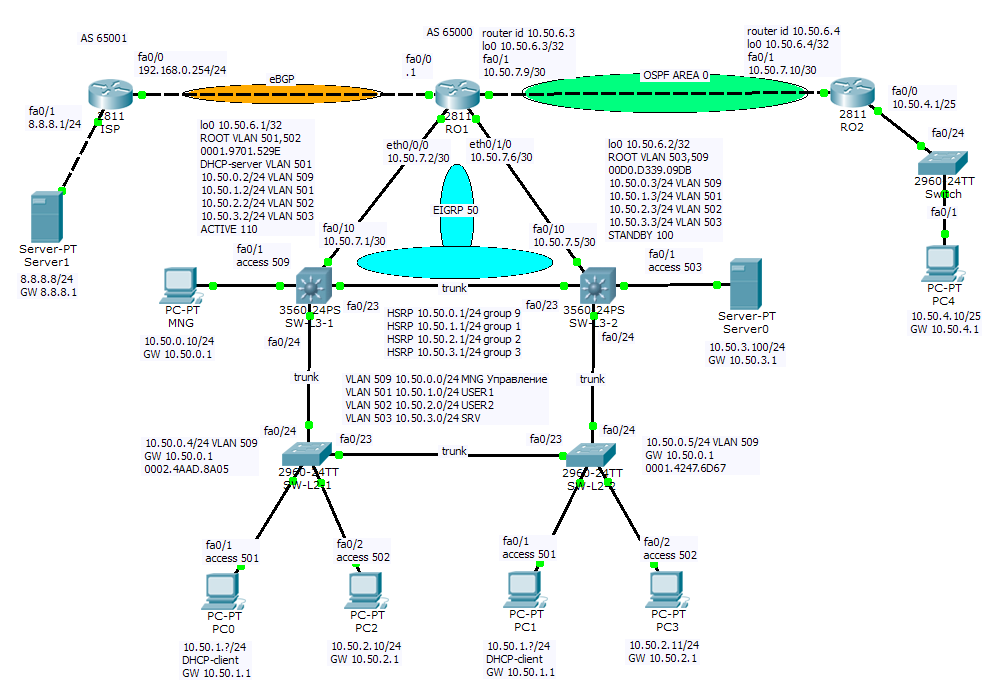 AS 65001
fa0/0
192.168.0.254/24
eBGP
fa0/1
8.8.8.1/24
2811
ISP
Server-PT
Server1
8.8.8.8/24
GW 8.8.8.1
AS 65000
fa0/0
.1
router id 10.50.6.3
lo0 10.50.6.3/32
fa0/1
10.50.7.9/30
2811
RO1
OSPF AREA 0
router id 10.50.6.4
lo0 10.50.6.4/32
fa0/1
10.50.7.10/30
2811
RO2
fa0/0
10.50.4.1/25
fa0/24
2960-24TT
Switch
fa0/1
PC-PT
PC4
10.50.4.10/25
GW 10.50.4.1
lo0 10.50.6.1/32
ROOT VLAN 501,502
0001.9701.529E
DHCP-server VLAN 501
10.50.0.2/24 VLAN 509
10.50.1.2/24 VLAN 501
10.50.2.2/24 VLAN 502
10.50.3.2/24 VLAN 503
ACTIVE 110
eth0/0/0
10.50.7.2/30
eth0/1/0
10.50.7.6/30
lo0 10.50.6.2/32
ROOT VLAN 503,509
00D0.D339.09DB
10.50.0.3/24 VLAN 509
10.50.1.3/24 VLAN 501
10.50.2.3/24 VLAN 502
10.50.3.3/24 VLAN 503
STANDBY 100
EIGRP 50
fa0/10
10.50.7.1/30
fa0/10
10.50.7.5/30
fa0/1
access 509
fa0/1
access 503
PC-PT
MNG
10.50.0.10/24
GW 10.50.0.1
3560-24PS
SW-L3-1
fa0/23
trunk
fa0/23
3560-24PS
SW-L3-2
Server-PT
Server0
10.50.3.100/24
GW 10.50.3.1
HSRP 10.50.0.1/24 group 9
HSRP 10.50.1.1/24 group 1
HSRP 10.50.2.1/24 group 2
HSRP 10.50.3.1/24 group 3
fa0/24
fa0/24
trunk
trunk
VLAN 509 10.50.0.0/24 MNG Управление
VLAN 501 10.50.1.0/24 USER1
VLAN 502 10.50.2.0/24 USER2
VLAN 503 10.50.3.0/24 SRV
10.50.0.4/24 VLAN 509
GW 10.50.0.1
0002.4AAD.8A05
fa0/24
fa0/23
trunk
fa0/23
fa0/24
10.50.0.5/24 VLAN 509
GW 10.50.0.1
0001.4247.6D67
2960-24TT
SW-L2-1
2960-24TT
SW-L2-2
fa0/1
access 501
fa0/2
access 502
fa0/1
access 501
fa0/2
access 502
PC-PT
PC0
10.50.1.?/24
DHCP-client
GW 10.50.1.1
PC-PT
PC2
10.50.2.10/24
GW 10.50.2.1
PC-PT
PC1
10.50.1.?/24
DHCP-client
GW 10.50.1.1
PC-PT
PC3
10.50.2.11/24
GW 10.50.2.1